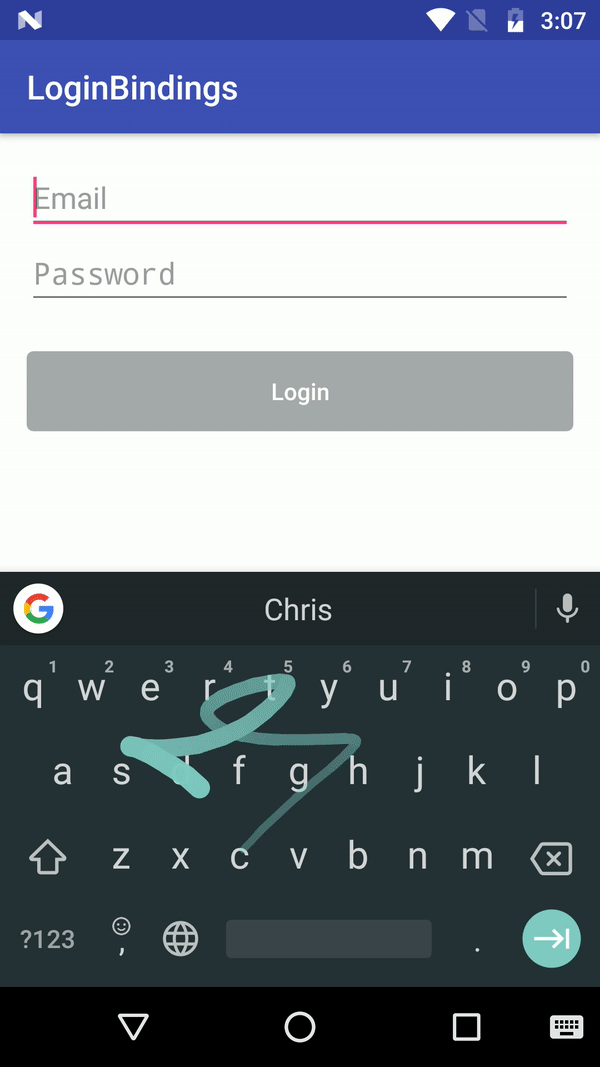 3:07
LoginBindings
Email
Password
Login
Chris
1 2 3 4 5 6 7 8 9 0
q w e r t y u i o p
a s d f g h j k l
z x c v b n m
?123 , .